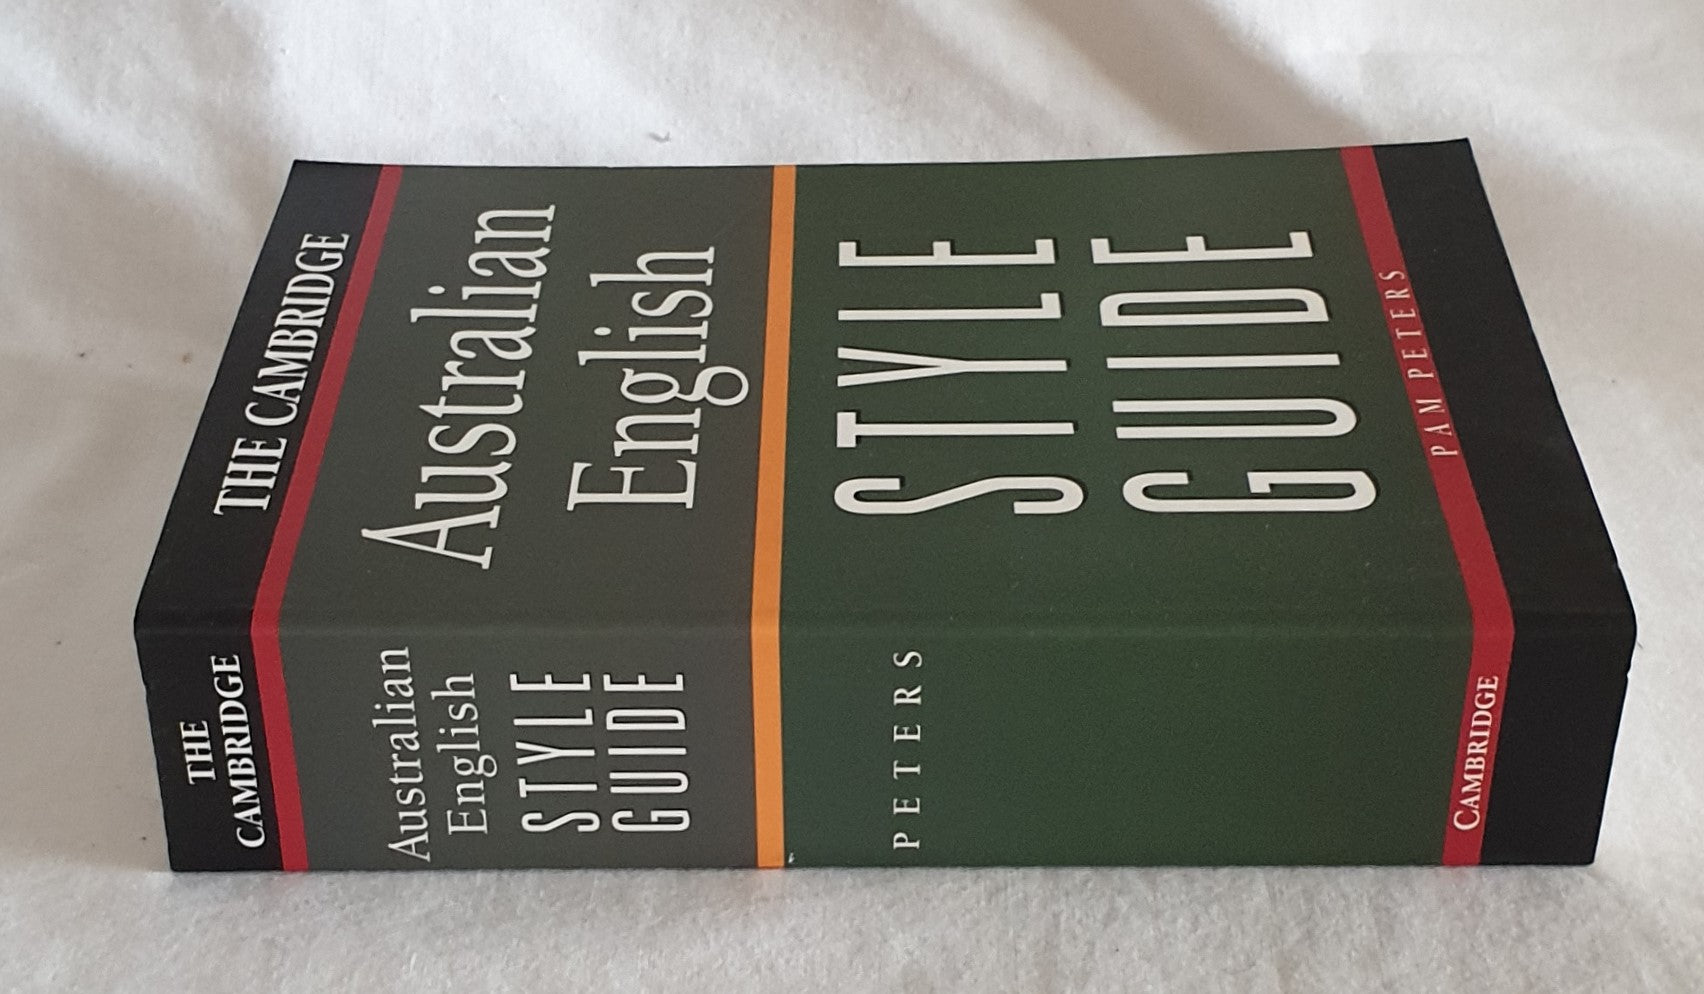 THE CAMBRIDGE
Australian
English
STYLE
GUIDE
PAM PETERS
THE
CAMBRIDGE
Australian
English
STYLE
GUIDE
PETERS
CAMBRIDGE